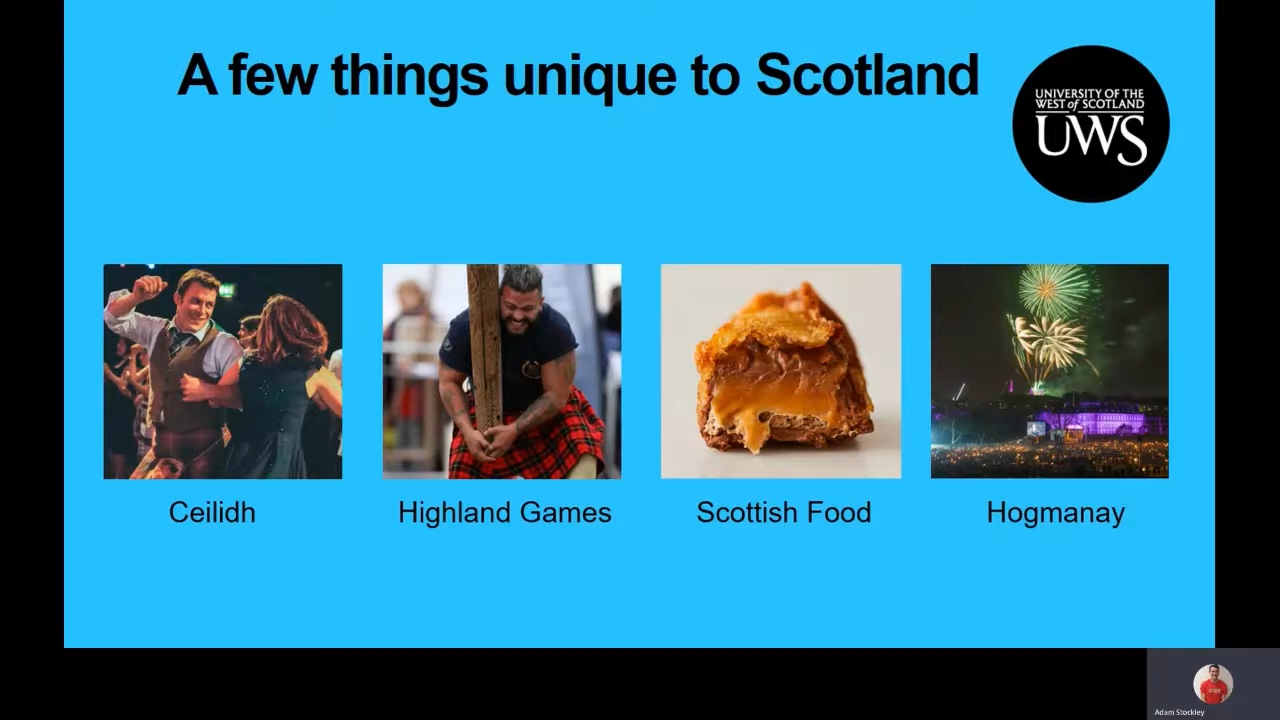 A few things unique to Scotland
UNIVERSITY OF THE
WEST of SCOTLAND
UWS
Ceilidh
Highland Games
Scottish Food
Hogmanay
Adam Stockley